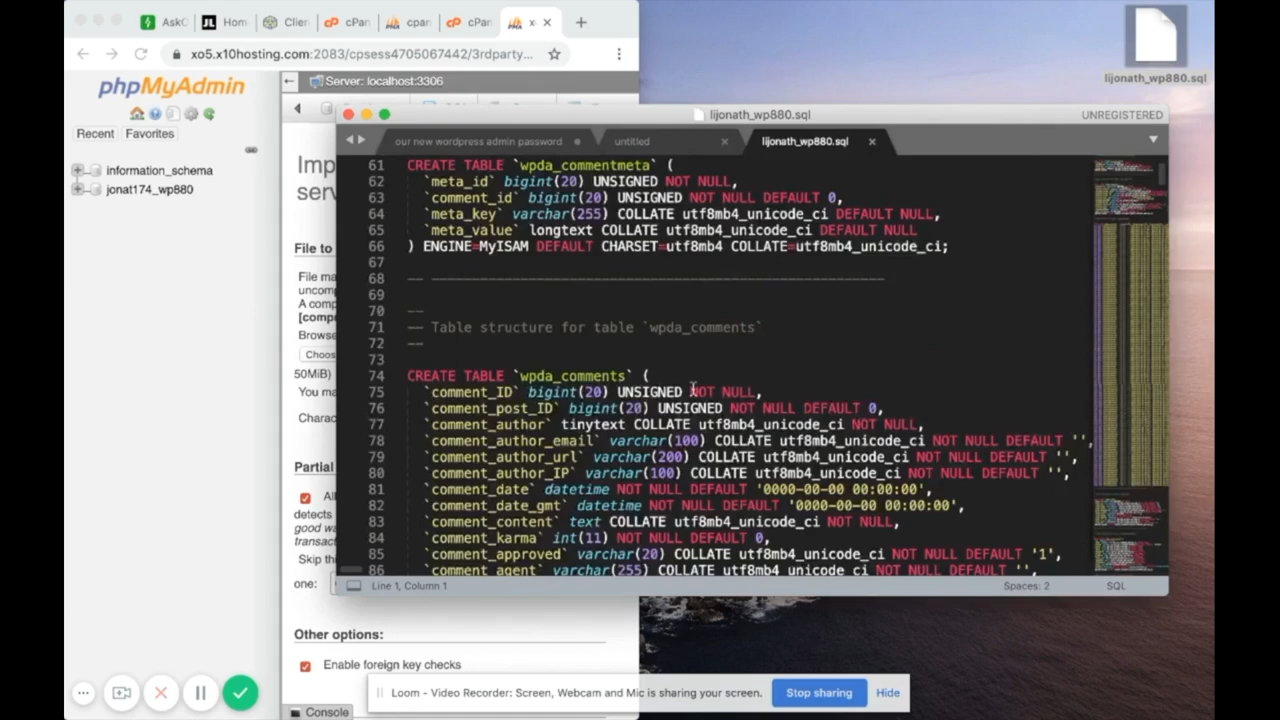 AskC
Hom
Clien
cPan
cpan
cPan
x
xo5.x10hosting.com:2083/cpsess4705067442/3rdparty...
phpMyAdmin
Recent Favorites
information_schema
jonat174_wp880
Server: localhost:3306
Imp
serv
File to
File ma
uncom
A comp
[compr
Browse
Choos
50MiB)
You ma
Charac
Partial
Al
detects
good wa
transact
Skip thi
one:
Other options:
Enable foreign key checks
Console
lijonath_wp880.sql
lijonath_wp880.sql
UNREGISTERED
our new wordpress admin password
untitled
lijonath_wp880.sql
61 CREATE TABLE `wpda_commentmeta` (
62 `meta_id` bigint(20) UNSIGNED NOT NULL,
63 `comment_id` bigint(20) UNSIGNED NOT NULL DEFAULT 0,
64 `meta_key` varchar(255) COLLATE utf8mb4_unicode_ci DEFAULT NULL,
65 `meta_value` longtext COLLATE utf8mb4_unicode_ci DEFAULT NULL
66 ) ENGINE=MyISAM DEFAULT CHARSET=utf8mb4 COLLATE=utf8mb4_unicode_ci;
67
68 -- --------------------------------------------------------
69
70 --
71 -- Table structure for table `wpda_comments`
72 --
73
74 CREATE TABLE `wpda_comments` (
75 `comment_ID` bigint(20) UNSIGNED NOT NULL,
76 `comment_post_ID` bigint(20) UNSIGNED NOT NULL DEFAULT 0,
77 `comment_author` tinytext COLLATE utf8mb4_unicode_ci NOT NULL,
78 `comment_author_email` varchar(100) COLLATE utf8mb4_unicode_ci NOT NULL DEFAULT '',
79 `comment_author_url` varchar(200) COLLATE utf8mb4_unicode_ci NOT NULL DEFAULT '',
80 `comment_author_IP` varchar(100) COLLATE utf8mb4_unicode_ci NOT NULL DEFAULT '',
81 `comment_date` datetime NOT NULL DEFAULT '0000-00-00 00:00:00',
82 `comment_date_gmt` datetime NOT NULL DEFAULT '0000-00-00 00:00:00',
83 `comment_content` text COLLATE utf8mb4_unicode_ci NOT NULL,
84 `comment_karma` int(11) NOT NULL DEFAULT 0,
85 `comment_approved` varchar(20) COLLATE utf8mb4_unicode_ci NOT NULL DEFAULT '1',
86 `comment_agent` varchar(255) COLLATE utf8mb4_unicode_ci NOT NULL DEFAULT '',
Line 1, Column 1
Spaces: 2
SQL
Loom – Video Recorder: Screen, Webcam and Mic is sharing your screen.
Stop sharing
Hide